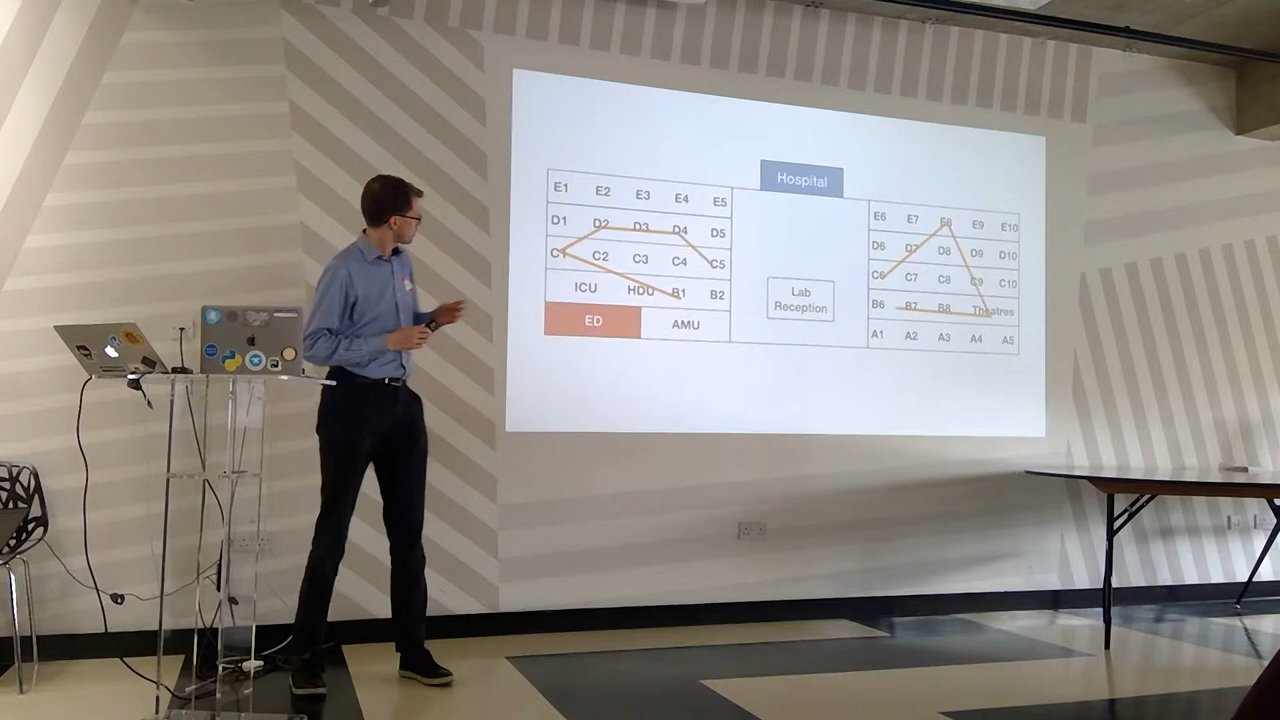 Hospital
E1 E2 E3 E4 E5
D1 D2 D3 D4 D5
C1 C2 C3 C4 C5
ICU HDU B1 B2
ED AMU
Lab
Reception
E6 E7 E8 E9 E10
D6 D7 D8 D9 D10
C6 C7 C8 C9 C10
B6 B7 B8 Theatres
A1 A2 A3 A4 A5